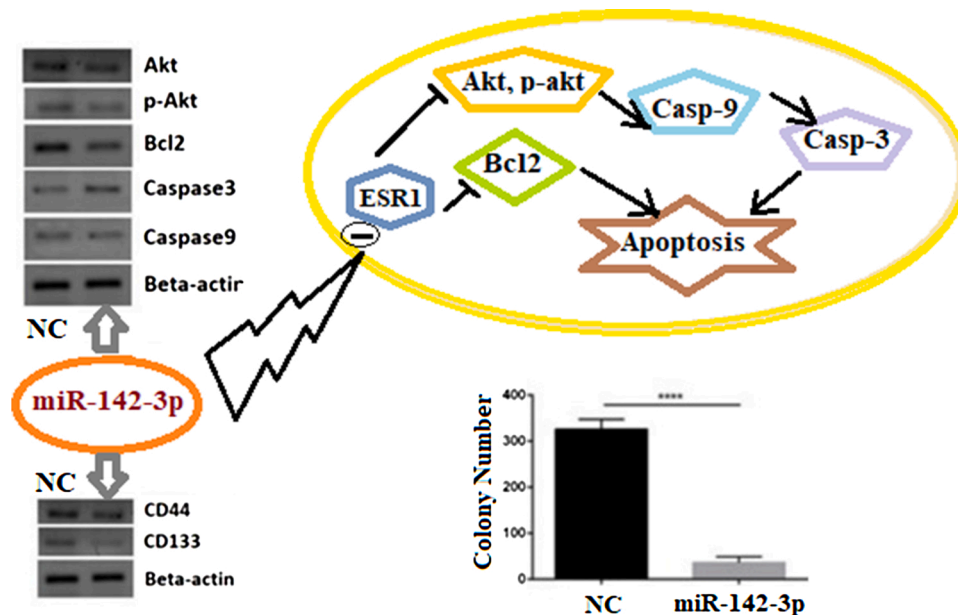 Akt
p-Akt
Bcl2
Caspase3
Caspase9
Beta-actir
NC
miR-142-3p
NC
CD44
CD133
Beta-actin
Akt, p-akt
Casp-9
Casp-3
Bcl2
ESR1
Apoptosis
Colony Number
400
300
200
100
0
****
NC
miR-142-3p